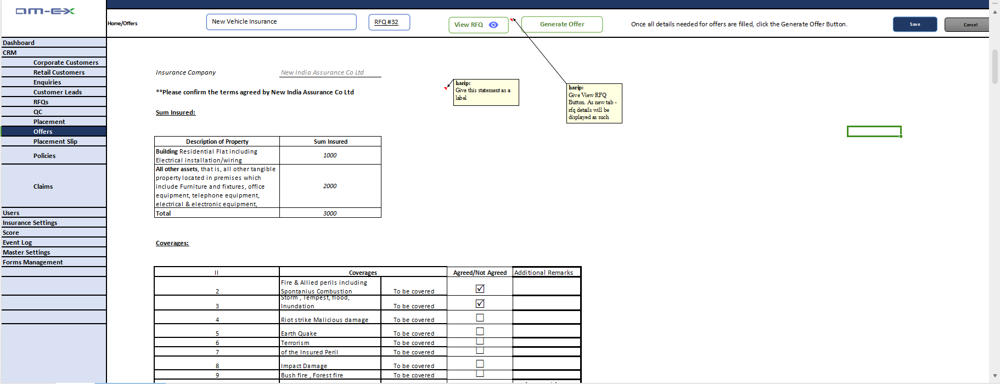 am-ex
Home/Offers
New Vehicle Insurance
RFQ #32
View RFQ
Generate Offer
Once all details needed for offers are filled, click the Generate Offer Button.
Save
Cancel
Dashboard
CRM
Corporate Customers
Retail Customers
Enquiries
Customer Leads
RFQs
QC
Placement
Offers
Placement Slip
Policies
Claims
Users
Insurance Settings
Score
Event Log
Master Settings
Forms Management
Insurance Company New India Assurance Co Ltd
**Please confirm the terms agreed by New India Assurance Co Ltd
harip:
Give this statement as a
label
harip:
Give View RFQ
Button. As new tab -
rfq details will be
displayed as such
Sum Insured:
Description of Property Sum Insured
Building Residential Flat including
Electrical installation/wiring
1000
All other assets, that is, all other tangible
property located in premises which
include Furniture and fixtures, office
equipment, telephone equipment,
electrical & electronic equipment,
2000
Total 3000
Coverages:
II Coverages Agreed/Not Agreed Additional Remarks
Fire & Allied perils including
2 Spontanius Combustion To be covered
Storm , Tempest, flood,
3 Inundation To be covered
4 Riot strike Malicious damage To be covered
5 Earth Quake To be covered
6 Terrorism To be covered
7 of the Insured Peril To be covered
8 Impact Damage To be covered
9 Bush fire , Forest fire To be covered